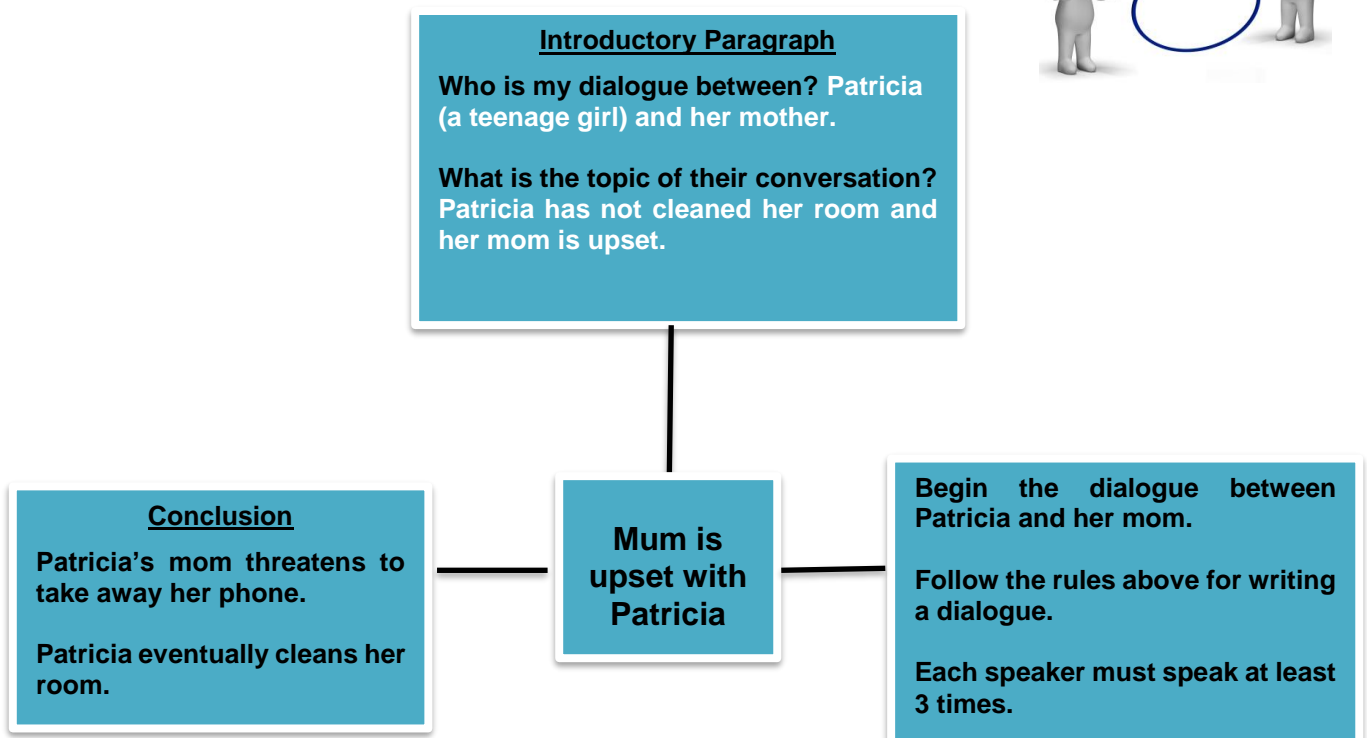 Introductory Paragraph
Who is my dialogue between? Patricia
(a teenage girl) and her mother.
What is the topic of their conversation?
Patricia has not cleaned her room and
her mom is upset.
Conclusion
Patricia’s mom threatens to
take away her phone.
Patricia eventually cleans her
room.
Mum is
upset with
Patricia
Begin the dialogue between
Patricia and her mom.
Follow the rules above for writing
a dialogue.
Each speaker must speak at least
3 times.